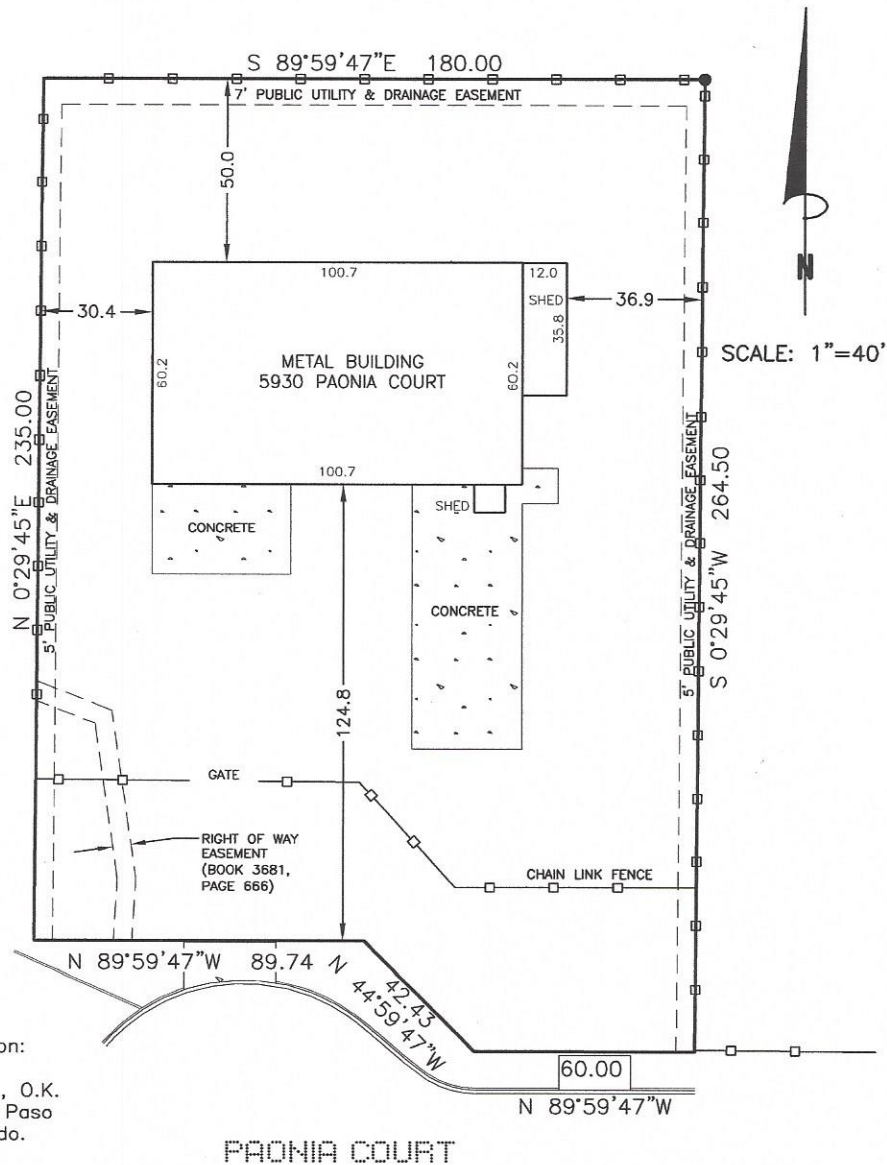 S 89°59'47"E 180.00
7' PUBLIC UTILITY & DRAINAGE EASEMENT
50.0
100.7
12.0
SHED
30.4
36.9
35.8
N
METAL BUILDING
5930 PAONIA COURT
60.2
60.2
SCALE: 1"=40'
N 0°29'45"E 235.00
5' PUBLIC UTILITY & DRAINAGE EASEMENT
100.7
SHED
CONCRETE
CONCRETE
5' PUBLIC UTILITY & DRAINAGE EASEMENT
S 0°29'45"W 264.50
124.8
GATE
RIGHT OF WAY
EASEMENT
(BOOK 3681,
PAGE 666)
CHAIN LINK FENCE
N 89°59'47"W 89.74
42.43
N 44°59'47"W
on:
, O.K.
Paso
do.
60.00
N 89°59'47"W
PAONIA COURT